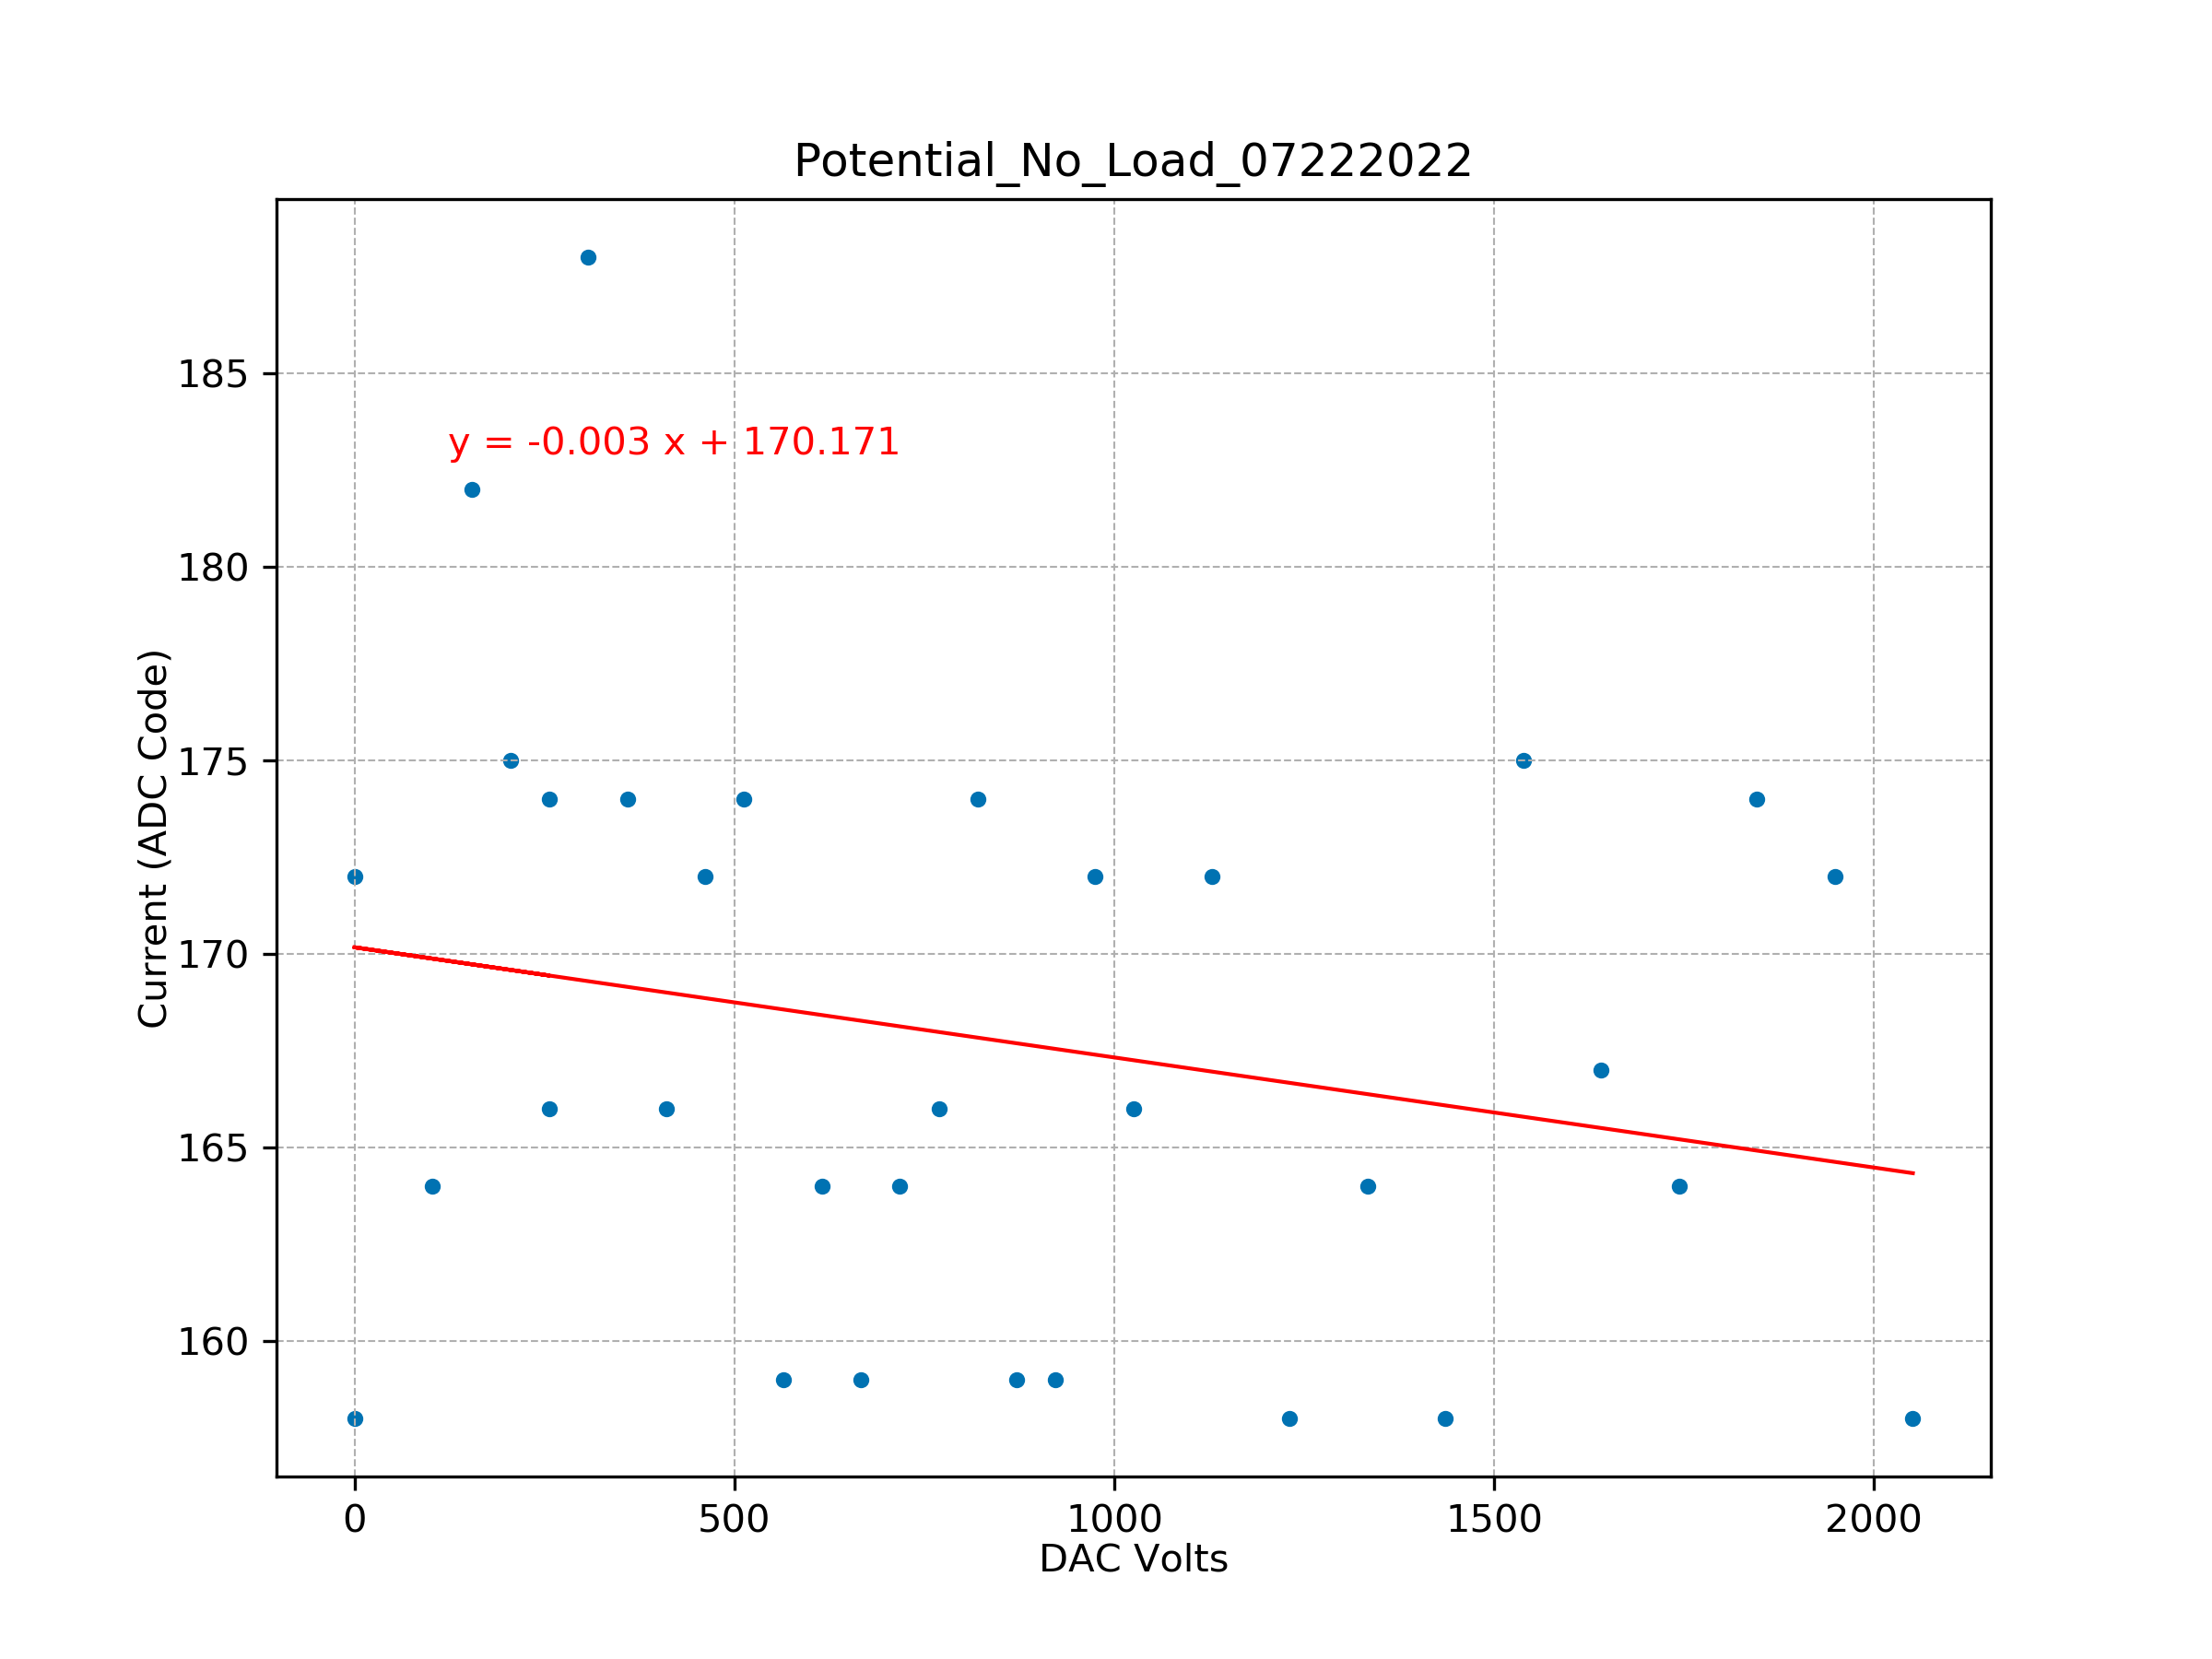 Potential_No_Load_07222022
y = -0.003 x + 170.171
Current (ADC Code)
185
180
175
170
165
160
0 500 1000 1500 2000
DAC Volts